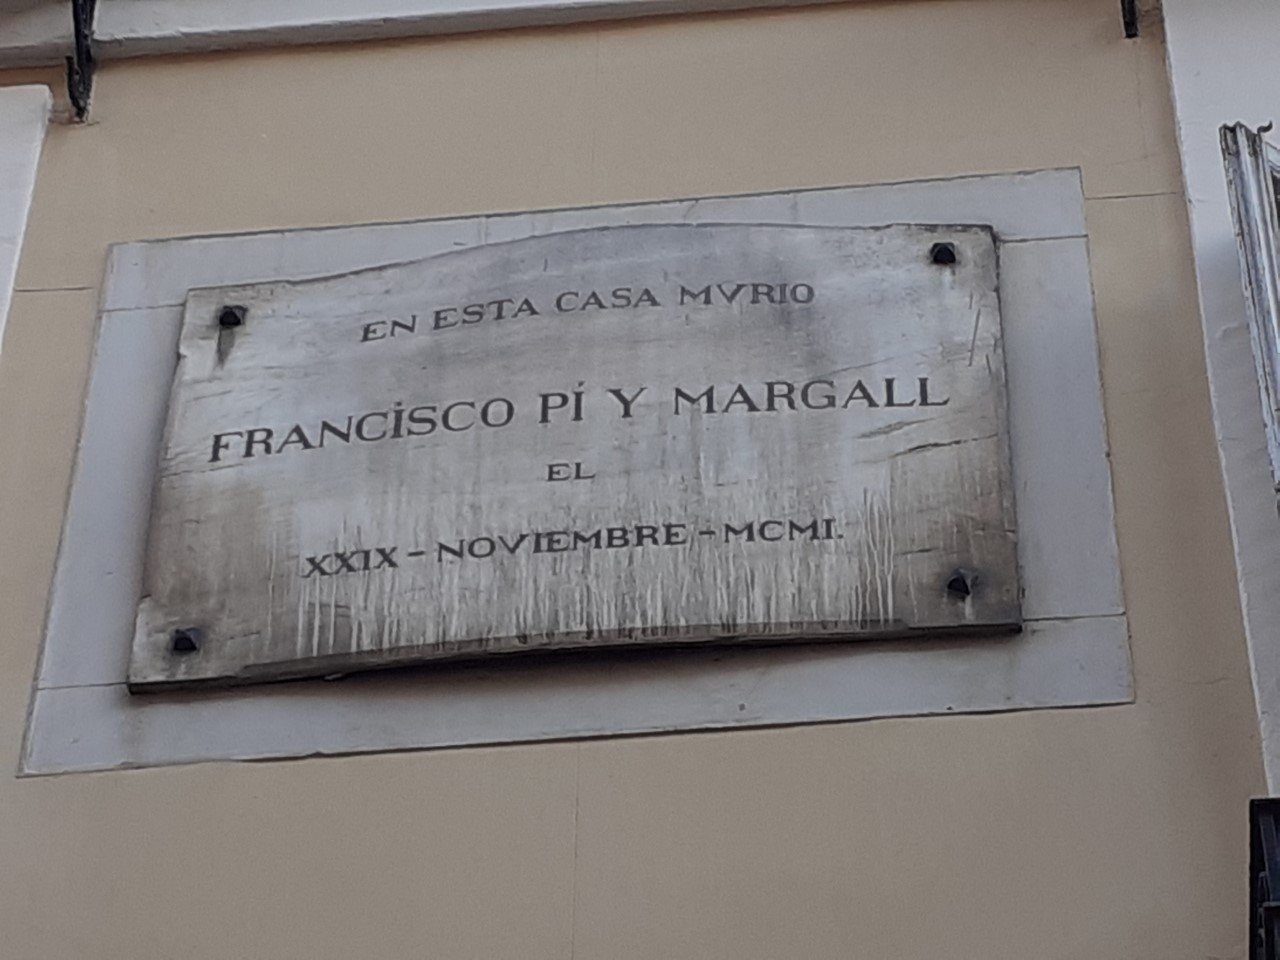 EN ESTA CASA MVRIO
FRANCISCO PÍ Y MARGALL
EL
XXIX - NOVIEMBRE - MCMI.